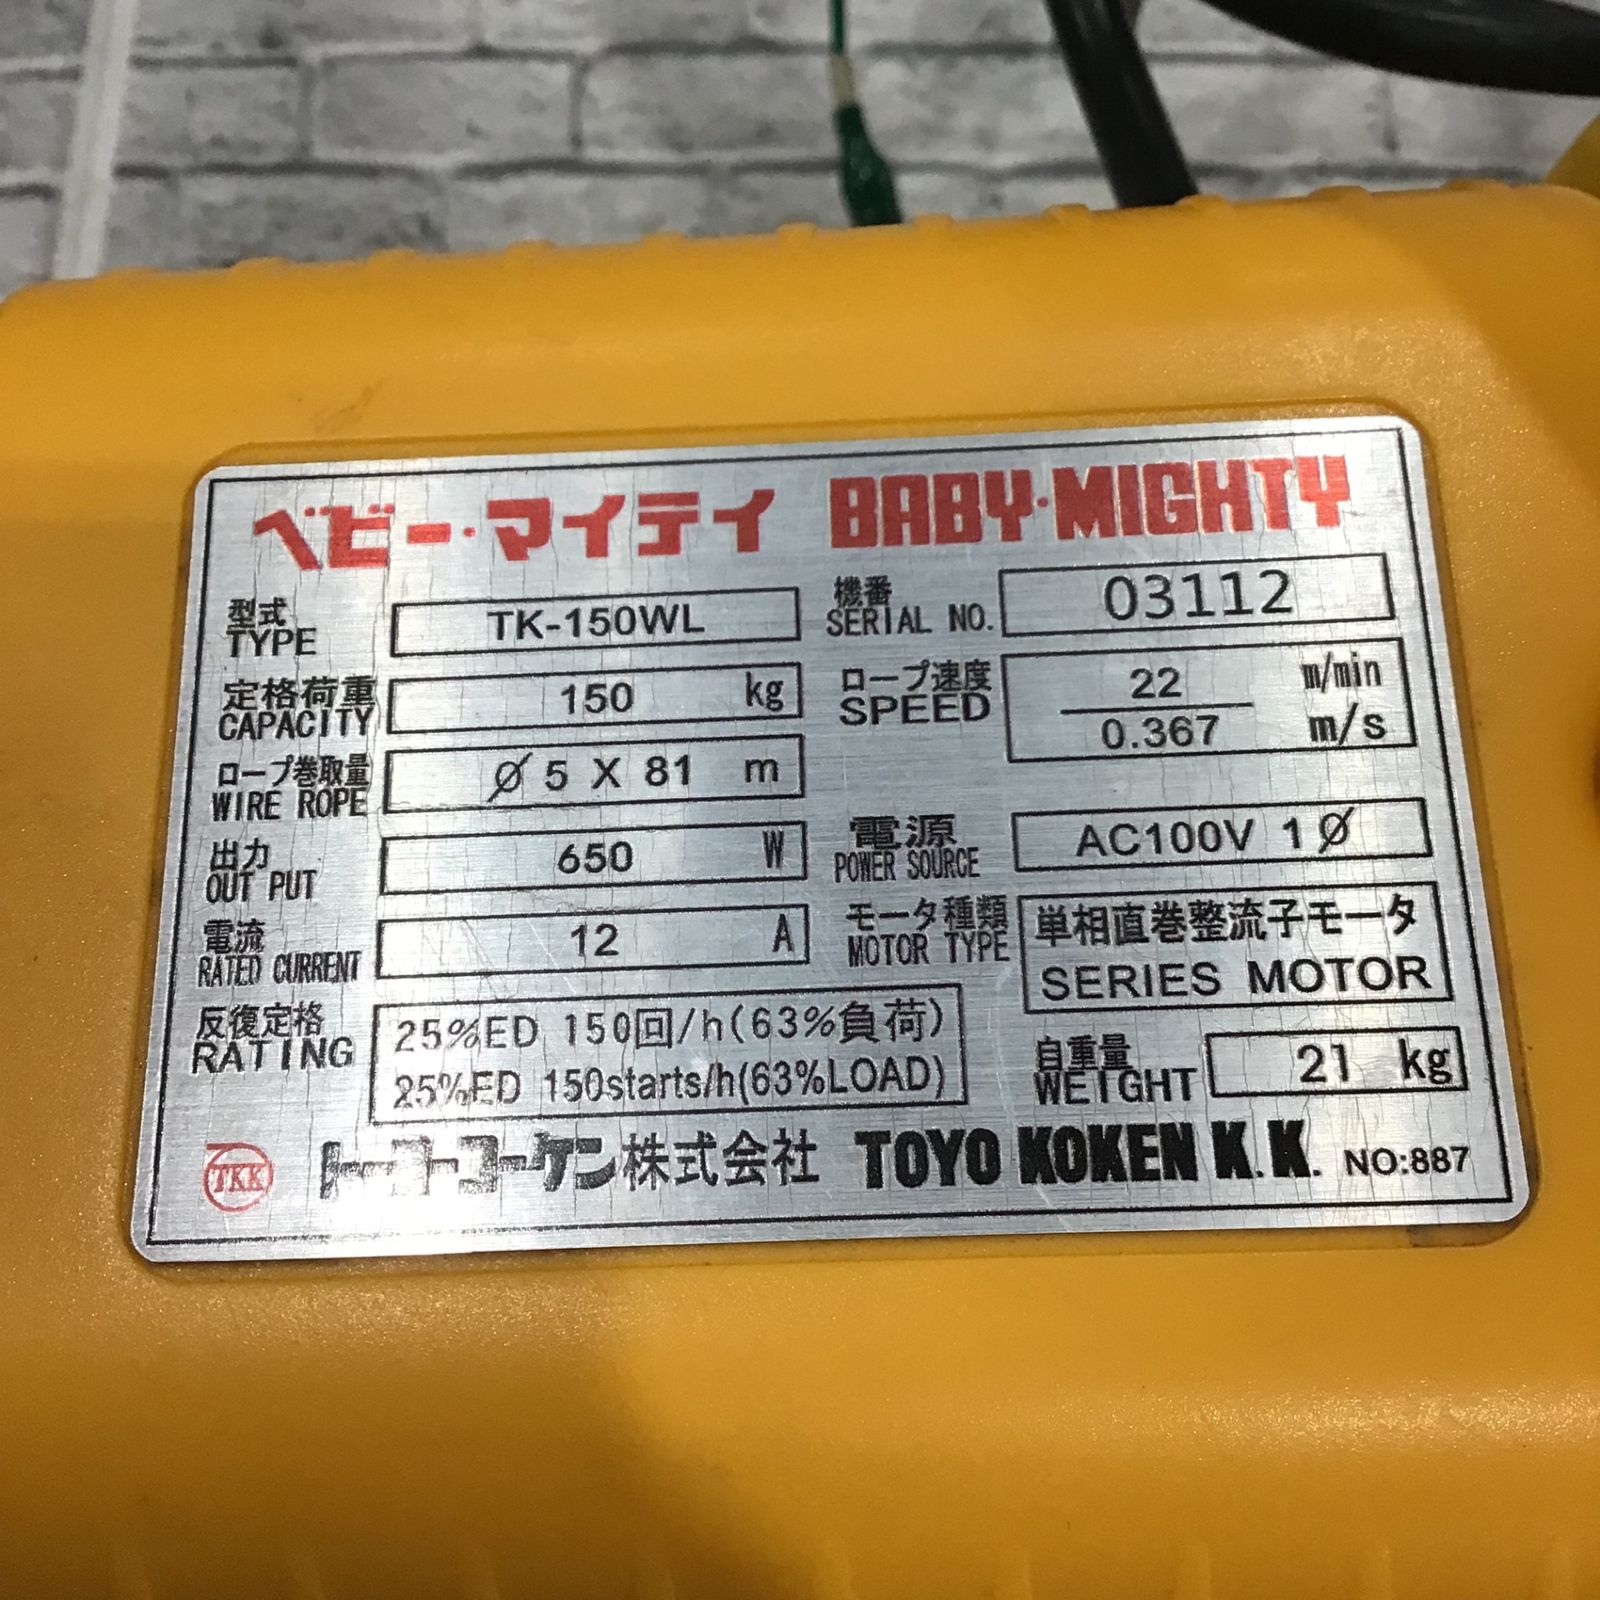 ベビー・マイティ BABY・MIGHTY
型式 TYPE TK-150WL
機番 SERIAL NO. 03112
定格荷重 CAPACITY 150 kg
ロープ速度 SPEED 22 m/min
0.367 m/s
ロープ巻取量 WIRE ROPE Ø 5 X 81 m
出力 OUT PUT 650 W
電源 POWER SOURCE AC100V 1Ø
電流 RATED CURRENT 12 A
モータ種類 MOTOR TYPE 単相直巻整流子モータ
SERIES MOTOR
反復定格 RATING 25%ED 150回/h(63%負荷)
25%ED 150starts/h(63%LOAD)
自重量 WEIGHT 21 kg
TKK トーヨーコーケン株式会社 TOYO KOKEN K.K. NO:887